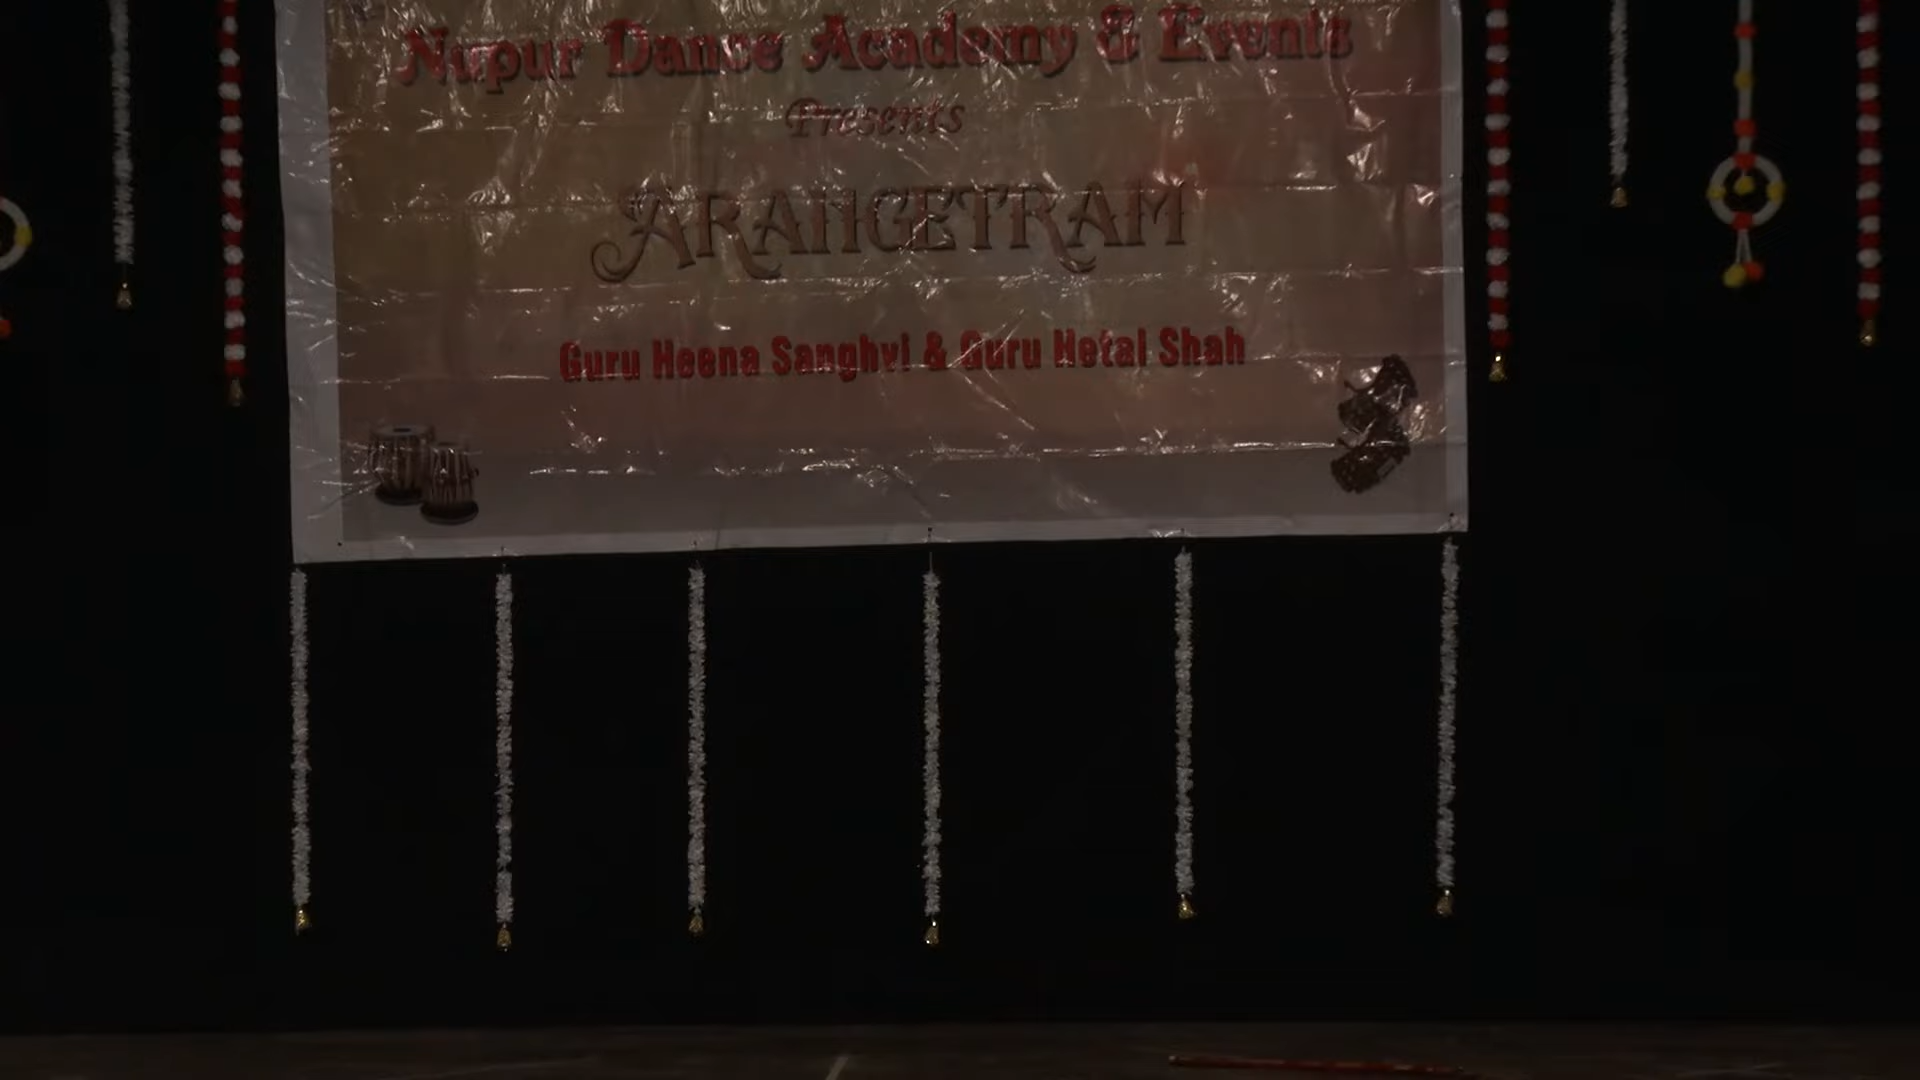 Nupur Dance Academy & Events
Presents
ARANGETRAM
Guru Heena Sanghvi & Guru Hetal Shah